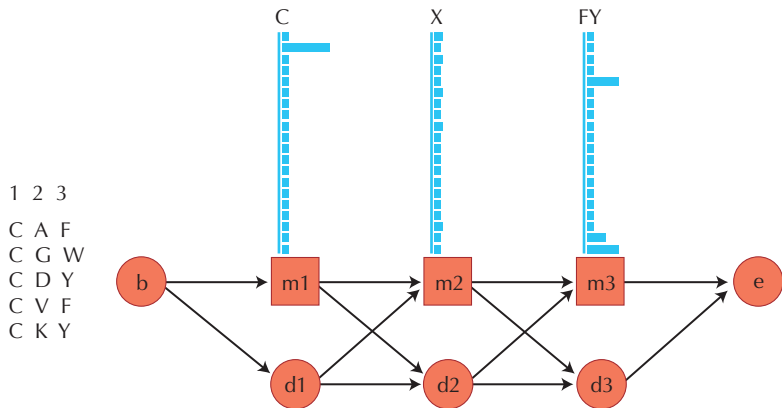 C X FY
1 2 3
C A F
C G W
C D Y
C V F
C K Y
b m1 m2 m3 e
d1 d2 d3